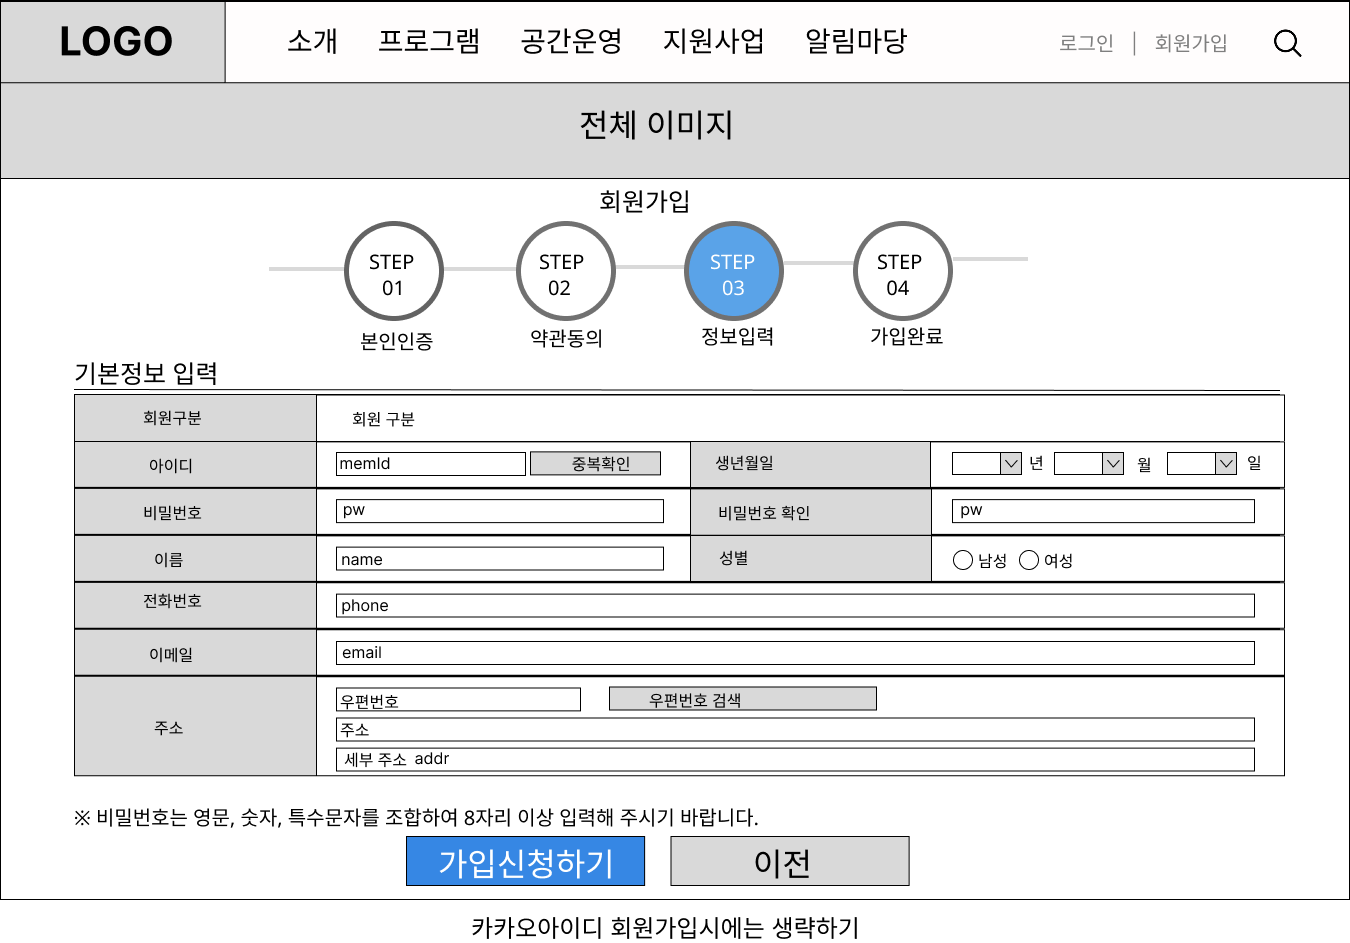 LOGO 소개 프로그램 공간운영 지원사업 알림마당 로그인 | 회원가입
전체 이미지
회원가입
STEP 01 STEP 02 STEP 03 STEP 04
본인인증 약관동의 정보입력 가입완료
기본정보 입력
회원구분 회원 구분
아이디 memId 중복확인 생년월일 년 월 일
비밀번호 pw 비밀번호 확인 pw
이름 name 성별 남성 여성
전화번호 phone
이메일 email
주소 우편번호 우편번호 검색
주소
세부 주소 addr
※ 비밀번호는 영문, 숫자, 특수문자를 조합하여 8자리 이상 입력해 주시기 바랍니다.
가입신청하기 이전
카카오아이디 회원가입시에는 생략하기